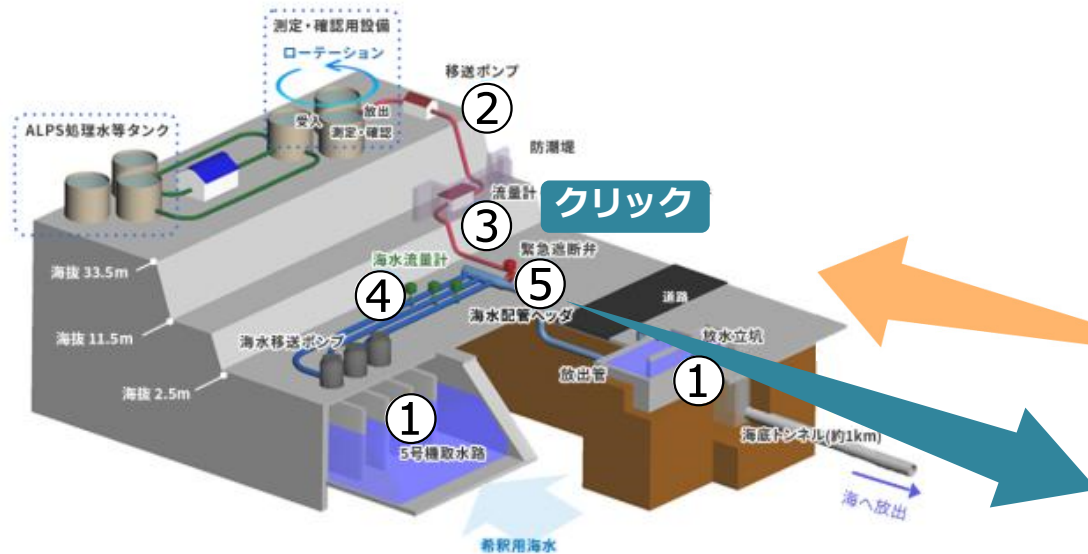 測定・確認用設備
ローテーション
移送ポンプ
②
ALPS処理水等タンク
受入
放出
測定・確認
防潮堤
流量計
クリック
③
緊急遮断弁
海水流量計
④
⑤
海抜 33.5m
道路
海水配管ヘッダ
海抜 11.5m
海水移送ポンプ
放水立坑
放出管
①
海抜 2.5m
①
海底トンネル(約1km)
5号機取水路
海へ放出
希釈用海水